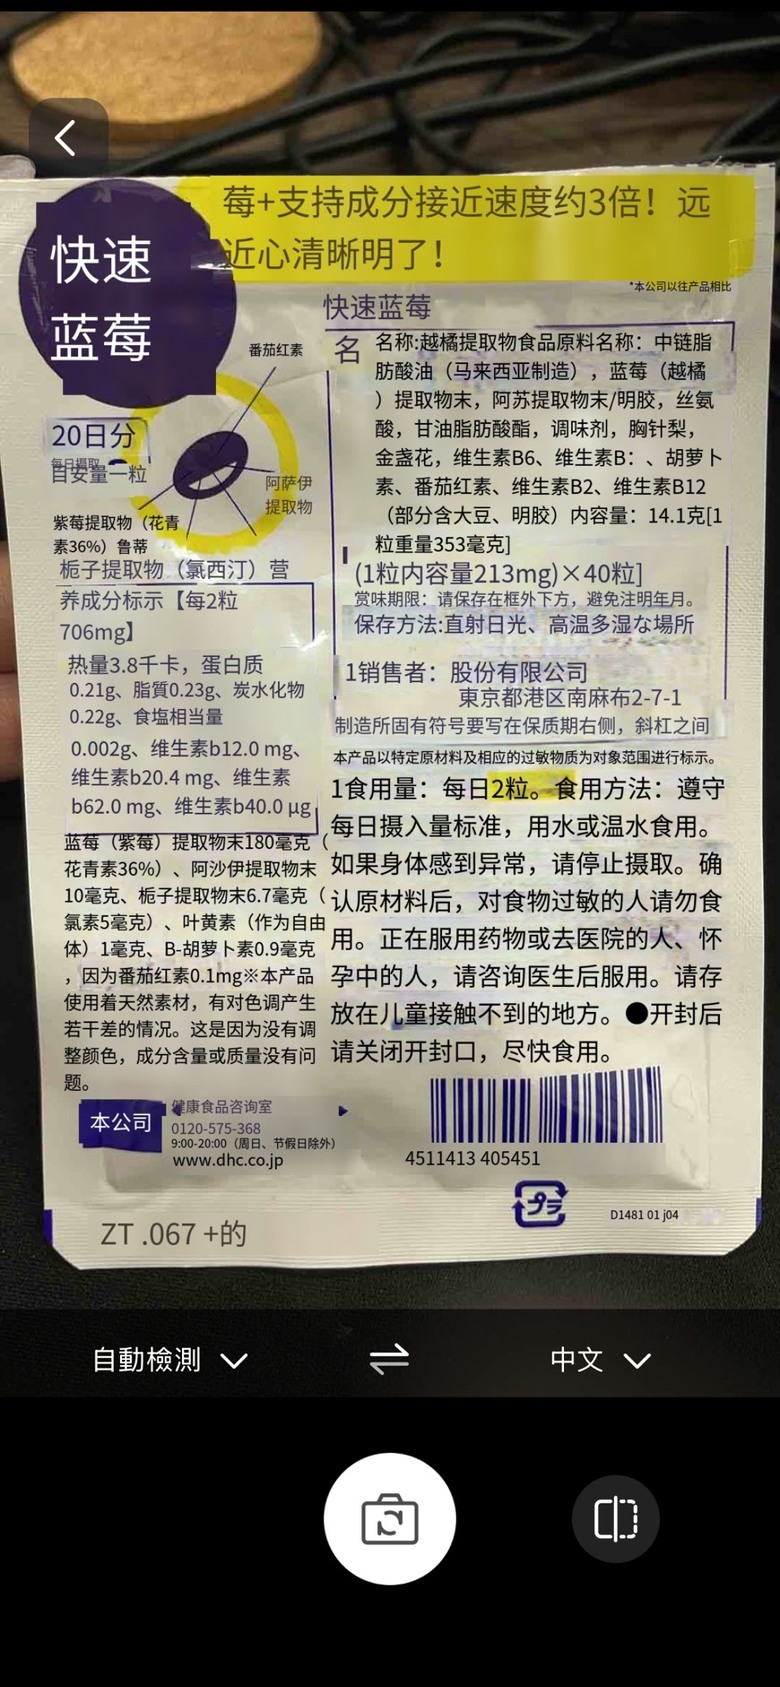 莓+支持成分接近速度约3倍！远
近心清晰明了！
快速
蓝莓
*本公司以往产品相比
快速蓝莓
番茄红素
20日分
每日摄取
目安量一粒
阿萨伊
提取物
紫莓提取物（花青
素36%）鲁蒂
栀子提取物（氯西汀）营
养成分标示【每2粒
706mg】
热量3.8千卡，蛋白质
0.21g、脂質0.23g、炭水化物
0.22g、食塩相当量
0.002g、维生素b12.0 mg、
维生素b20.4 mg、维生素
b62.0 mg、维生素b40.0 µg
蓝莓（紫莓）提取物末180毫克（
花青素36%）、阿沙伊提取物末
10毫克、栀子提取物末6.7毫克（
氯素5毫克）、叶黄素（作为自由
体）1毫克、B-胡萝卜素0.9毫克
，因为番茄红素0.1mg※本产品
使用着天然素材，有对色调产生
若干差的情况。这是因为没有调
整颜色，成分含量或质量没有问
题。
名
名称:越橘提取物食品原料名称：中链脂
肪酸油（马来西亚制造），蓝莓（越橘
）提取物末，阿苏提取物末/明胶，丝氨
酸，甘油脂肪酸酯，调味剂，胸针梨，
金盏花，维生素B6、维生素B：、胡萝卜
素、番茄红素、维生素B2、维生素B12
（部分含大豆、明胶）内容量：14.1克[1
粒重量353毫克]
(1粒内容量213mg)×40粒]
赏味期限：请保存在框外下方，避免注明年月。
保存方法:直射日光、高温多湿な場所
1销售者：股份有限公司
東京都港区南麻布2-7-1
制造所固有符号要写在保质期右侧，斜杠之间
本产品以特定原材料及相应的过敏物质为对象范围进行标示。
1食用量：每日2粒。食用方法：遵守
每日摄入量标准，用水或温水食用。
如果身体感到异常，请停止摄取。确
认原材料后，对食物过敏的人请勿食
用。正在服用药物或去医院的人、怀
孕中的人，请咨询医生后服用。请存
放在儿童接触不到的地方。●开封后
请关闭开封口，尽快食用。
本公司
健康食品咨询室
0120-575-368
9:00-20:00（周日、节假日除外）
www.dhc.co.jp
4511413 405451
プラ
D1481 01 j04
ZT .067 +的
自動檢測
中文